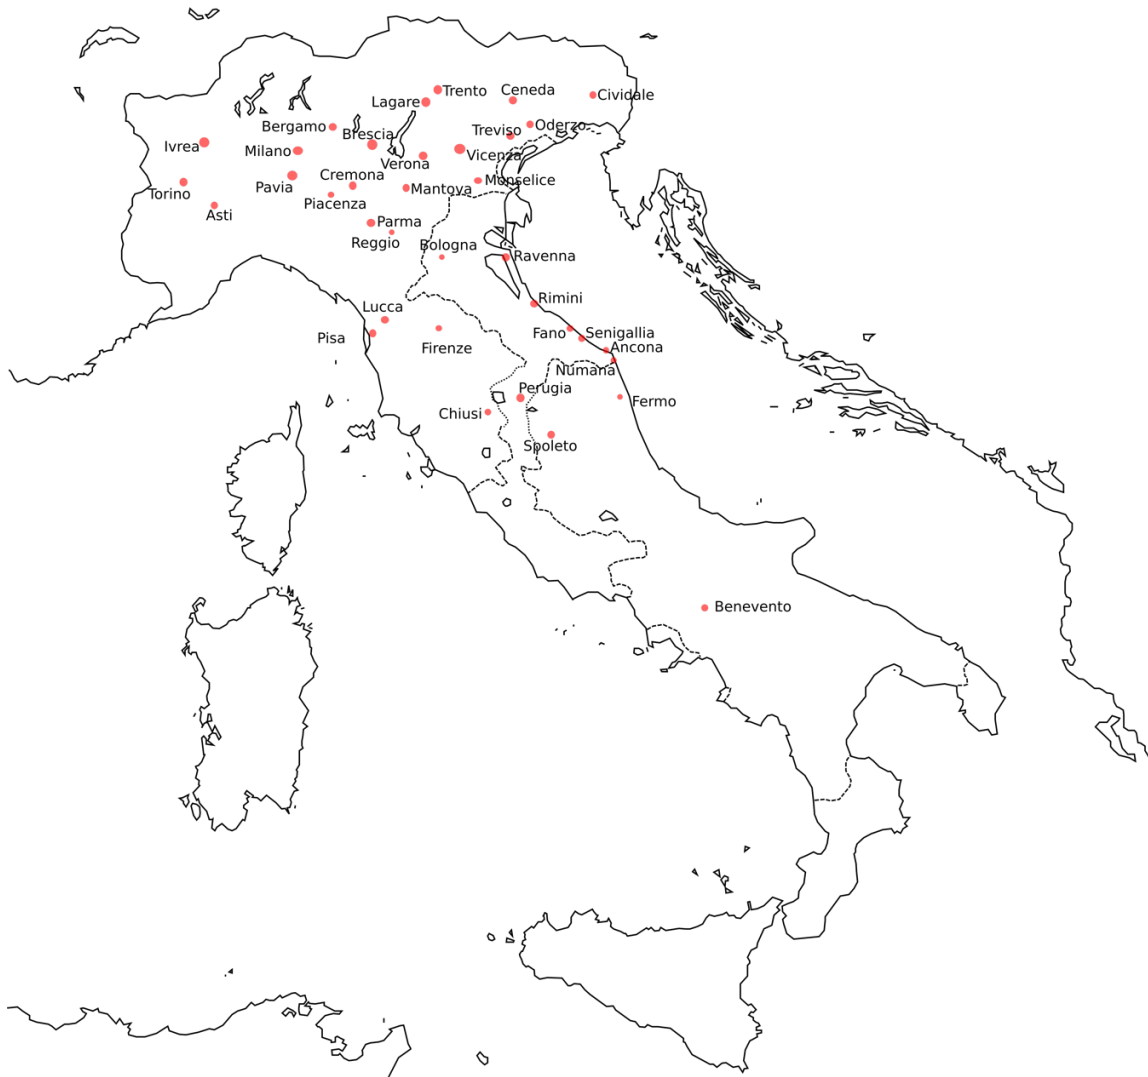 Trento
Ceneda
Cividale
Lagare
Bergamo
Brescia
Treviso
Oderzo
Ivrea
Milano
Verona
Vicenza
Torino
Pavia
Cremona
Mantova
Monselice
Piacenza
Asti
Parma
Reggio
Bologna
Ravenna
Lucca
Rimini
Pisa
Firenze
Fano
Senigallia
Ancona
Numana
Perugia
Fermo
Chiusi
Spoleto
Benevento